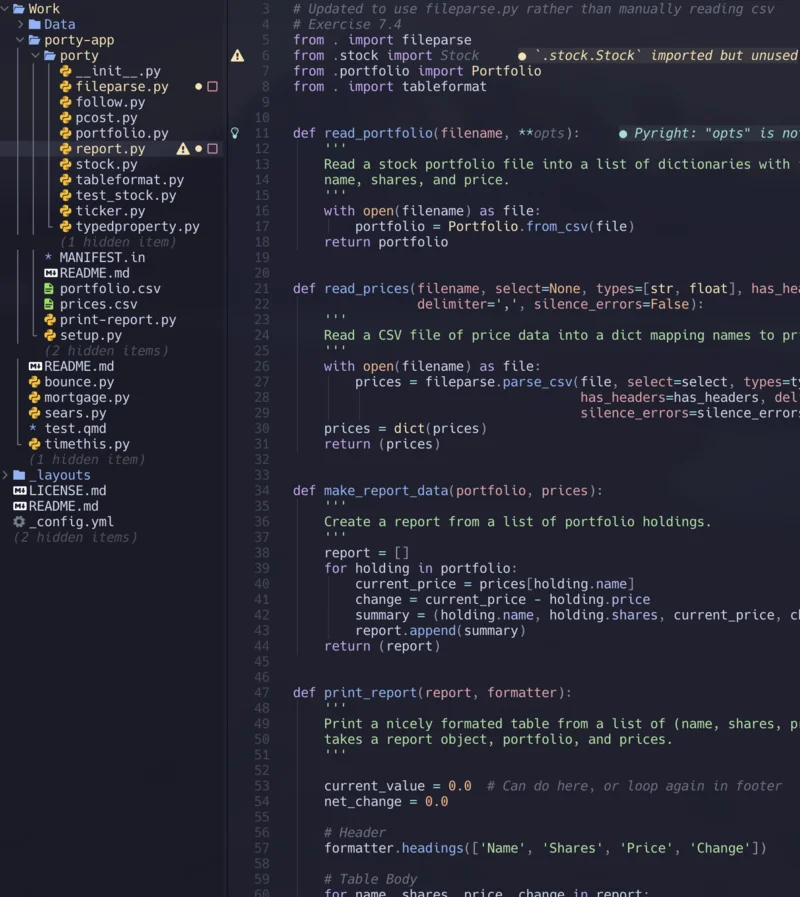 Work
Data
porty-app
porty
__init__.py
fileparse.py
follow.py
pcost.py
portfolio.py
report.py
stock.py
tableformat.py
test_stock.py
ticker.py
typedproperty.py
(1 hidden item)
* MANIFEST.in
README.md
portfolio.csv
prices.csv
print-report.py
setup.py
(2 hidden items)
README.md
bounce.py
mortgage.py
sears.py
* test.qmd
timethis.py
(1 hidden item)
_layouts
LICENSE.md
README.md
_config.yml
(2 hidden items)
3 # Updated to use fileparse.py rather than manually reading csv
4 # Exercise 7.4
5 from . import fileparse
6 from .stock import Stock ● `.stock.Stock` imported but unused
7 from .portfolio import Portfolio
8 from . import tableformat
9
10
11 def read_portfolio(filename, **opts): ● Pyright: "opts" is no
12 '''
13 Read a stock portfolio file into a list of dictionaries with
14 name, shares, and price.
15 '''
16 with open(filename) as file:
17 portfolio = Portfolio.from_csv(file)
18 return portfolio
19
20
21 def read_prices(filename, select=None, types=[str, float], has_hea
22 delimiter=',', silence_errors=False):
23 '''
24 Read a CSV file of price data into a dict mapping names to pr
25 '''
26 with open(filename) as file:
27 prices = fileparse.parse_csv(file, select=select, types=ty
28 has_headers=has_headers, del
29 silence_errors=silence_errors
30 prices = dict(prices)
31 return (prices)
32
33
34 def make_report_data(portfolio, prices):
35 '''
36 Create a report from a list of portfolio holdings.
37 '''
38 report = []
39 for holding in portfolio:
40 current_price = prices[holding.name]
41 change = current_price - holding.price
42 summary = (holding.name, holding.shares, current_price, c
43 report.append(summary)
44 return (report)
45
46
47 def print_report(report, formatter):
48 '''
49 Print a nicely formated table from a list of (name, shares, p
50 takes a report object, portfolio, and prices.
51 '''
52
53 current_value = 0.0 # Can do here, or loop again in footer
54 net_change = 0.0
55
56 # Header
57 formatter.headings(['Name', 'Shares', 'Price', 'Change'])
58
59 # Table Body
60 for name, shares, price, change in report: